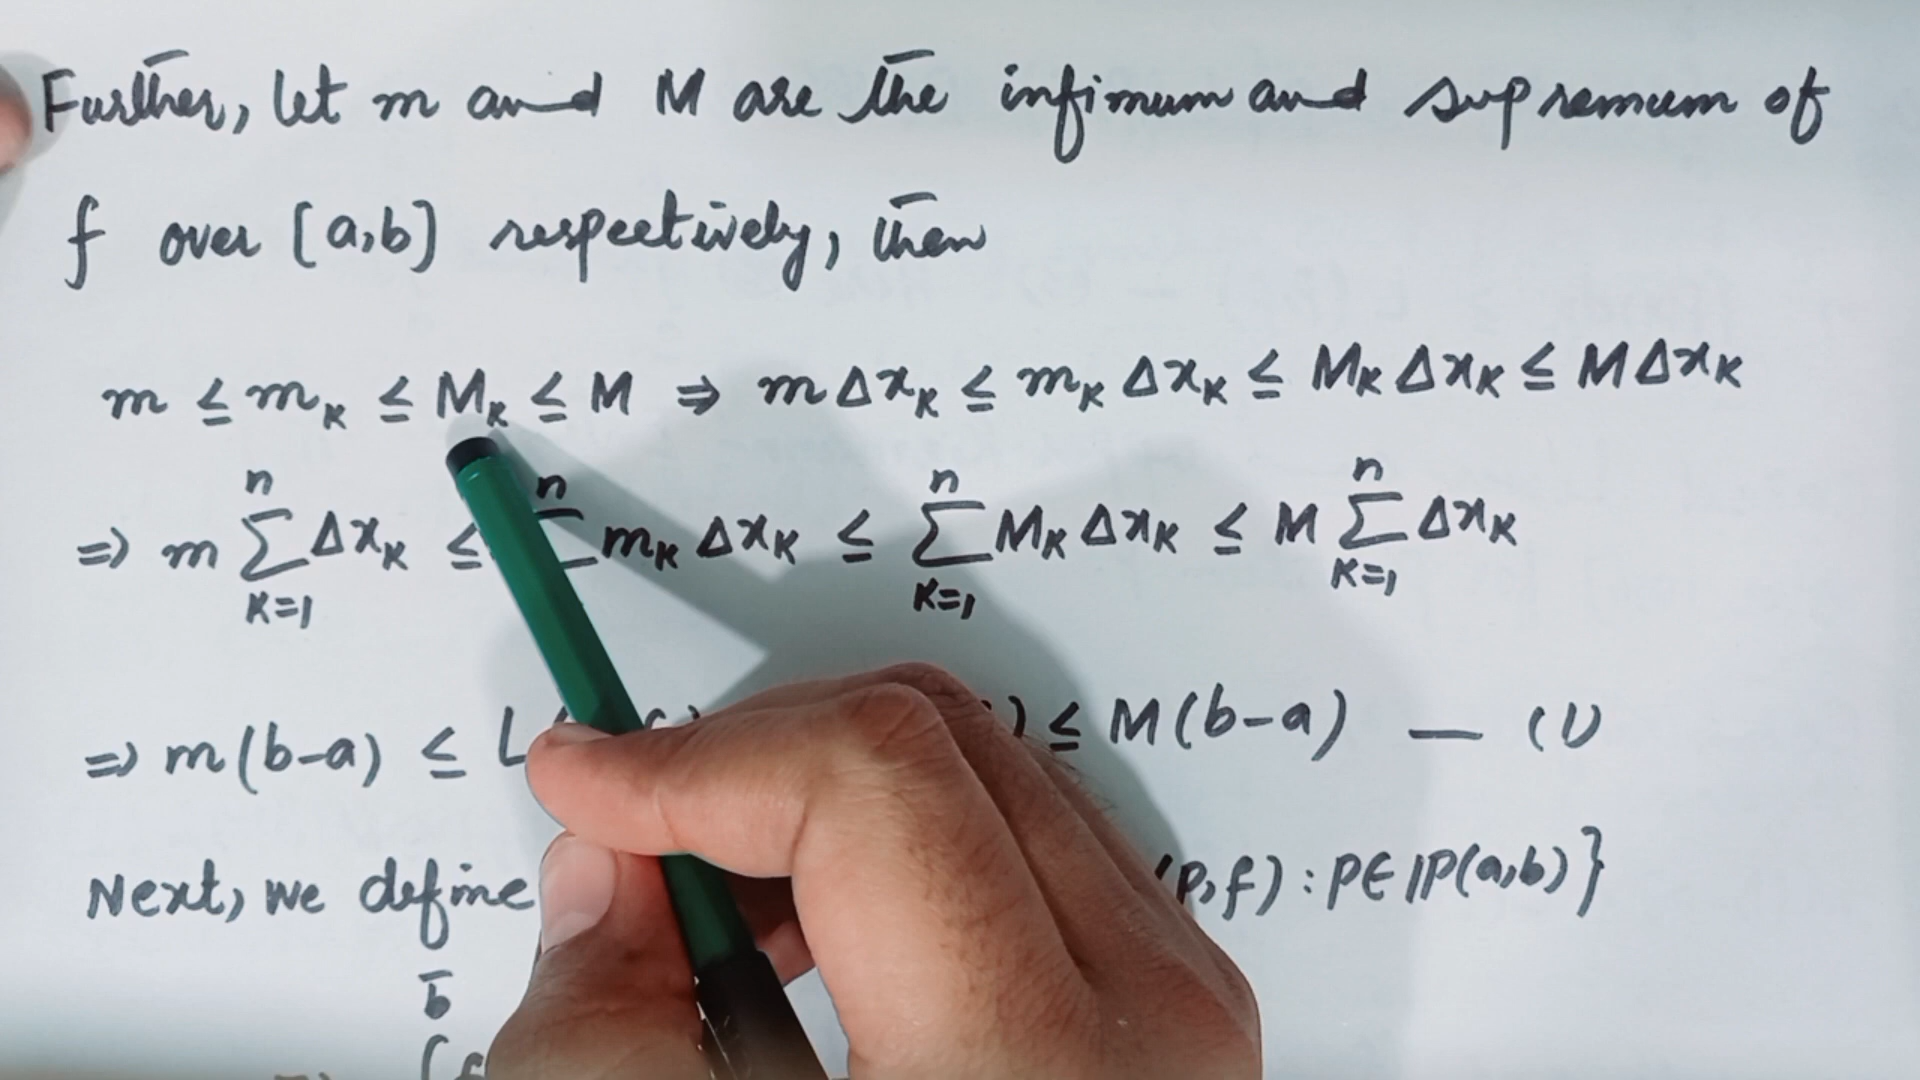 Further, let m and M are the infimum and supremum of
f over [a,b] respectively, then
m ≤ m_K ≤ M_K ≤ M ⇒ m Δx_K ≤ m_K Δx_K ≤ M_K Δx_K ≤ M Δx_K
⇒ m ∑_{K=1}^{n} Δx_K ≤ ∑^{n} m_K Δx_K ≤ ∑_{K=1}^{n} M_K Δx_K ≤ M ∑_{K=1}^{n} Δx_K
⇒ m(b-a) ≤ L ) ≤ M(b-a) — (1)
Next, we define (P,f) : P∈ ℙ(a,b)}
b̄
∫